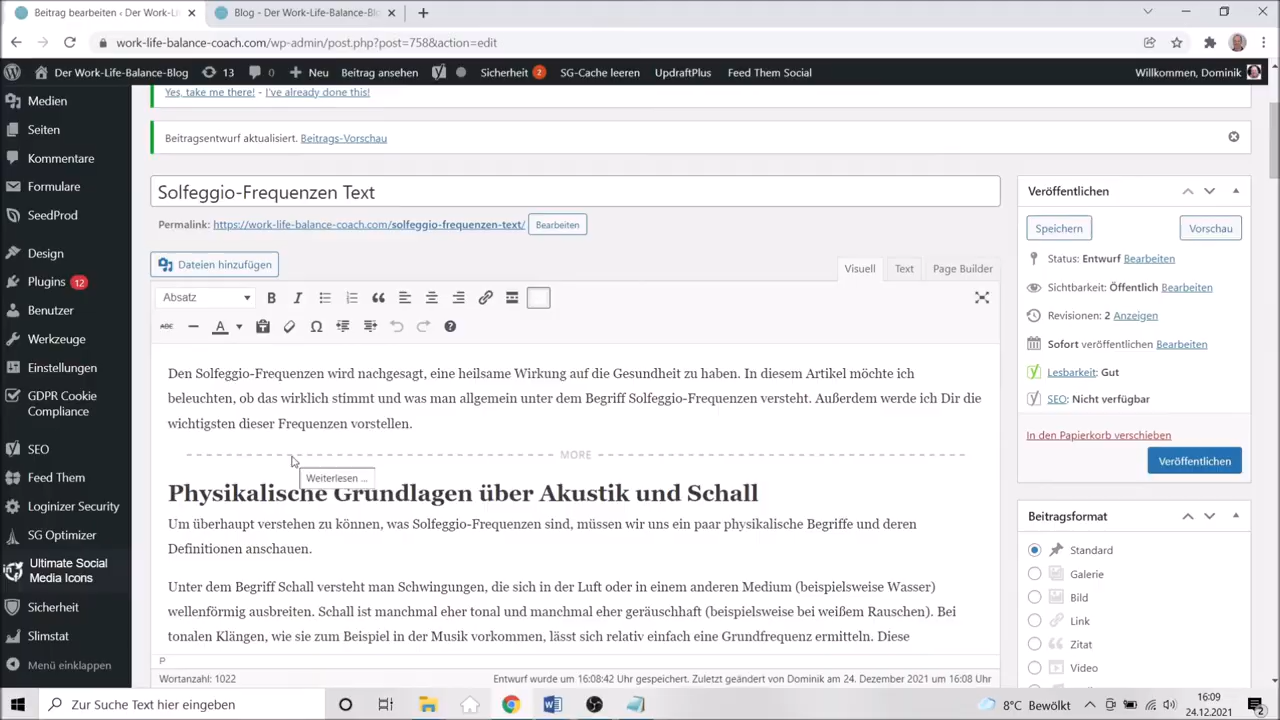 Beitrag bearbeiten ‹ Der Work-Li
Blog - Der Work-Life-Balance-Blo
work-life-balance-coach.com/wp-admin/post.php?post=758&action=edit
Der Work-Life-Balance-Blog 13 0 Neu Beitrag ansehen Sicherheit 2 SG-Cache leeren UpdraftPlus Feed Them Social Willkommen, Dominik
Medien
Seiten
Kommentare
Formulare
SeedProd
Design
Plugins 12
Benutzer
Werkzeuge
Einstellungen
GDPR Cookie
Compliance
SEO
Feed Them
Loginizer Security
SG Optimizer
Ultimate Social
Media Icons
Sicherheit
Slimstat
Menü einklappen
Yes, take me there! - I've already done this!
Beitragsentwurf aktualisiert. Beitrags-Vorschau
Solfeggio-Frequenzen Text
Permalink: https://work-life-balance-coach.com/solfeggio-frequenzen-text/ Bearbeiten
Dateien hinzufügen
Visuell Text Page Builder
Absatz B I
ABC A
Den Solfeggio-Frequenzen wird nachgesagt, eine heilsame Wirkung auf die Gesundheit zu haben. In diesem Artikel möchte ich
beleuchten, ob das wirklich stimmt und was man allgemein unter dem Begriff Solfeggio-Frequenzen versteht. Außerdem werde ich Dir die
wichtigsten dieser Frequenzen vorstellen.
MORE
Weiterlesen ...
Physikalische Grundlagen über Akustik und Schall
Um überhaupt verstehen zu können, was Solfeggio-Frequenzen sind, müssen wir uns ein paar physikalische Begriffe und deren
Definitionen anschauen.
Unter dem Begriff Schall versteht man Schwingungen, die sich in der Luft oder in einem anderen Medium (beispielsweise Wasser)
wellenförmig ausbreiten. Schall ist manchmal eher tonal und manchmal eher geräuschhaft (beispielsweise bei weißem Rauschen). Bei
tonalen Klängen, wie sie zum Beispiel in der Musik vorkommen, lässt sich relativ einfach eine Grundfrequenz ermitteln. Diese
P
Wortanzahl: 1022
Entwurf wurde um 16:08:42 Uhr gespeichert. Zuletzt geändert von Dominik am 24. Dezember 2021 um 16:08 Uhr
Veröffentlichen
Speichern Vorschau
Status: Entwurf Bearbeiten
Sichtbarkeit: Öffentlich Bearbeiten
Revisionen: 2 Anzeigen
Sofort veröffentlichen Bearbeiten
Lesbarkeit: Gut
SEO: Nicht verfügbar
In den Papierkorb verschieben
Veröffentlichen
Beitragsformat
Standard
Galerie
Bild
Link
Zitat
Video
Zur Suche Text hier eingeben
8°C Bewölkt
16:09
24.12.2021
2